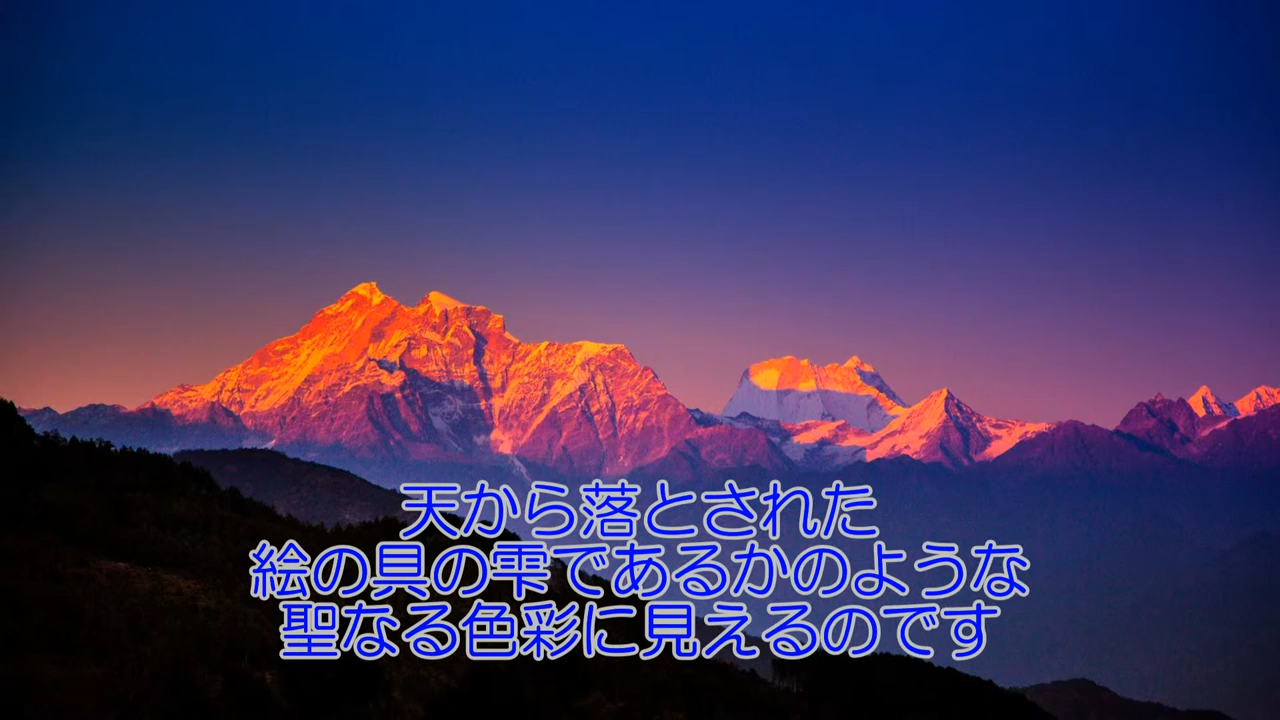 天から落とされた
絵の具の雫であるかのような
聖なる色彩に見えるのです